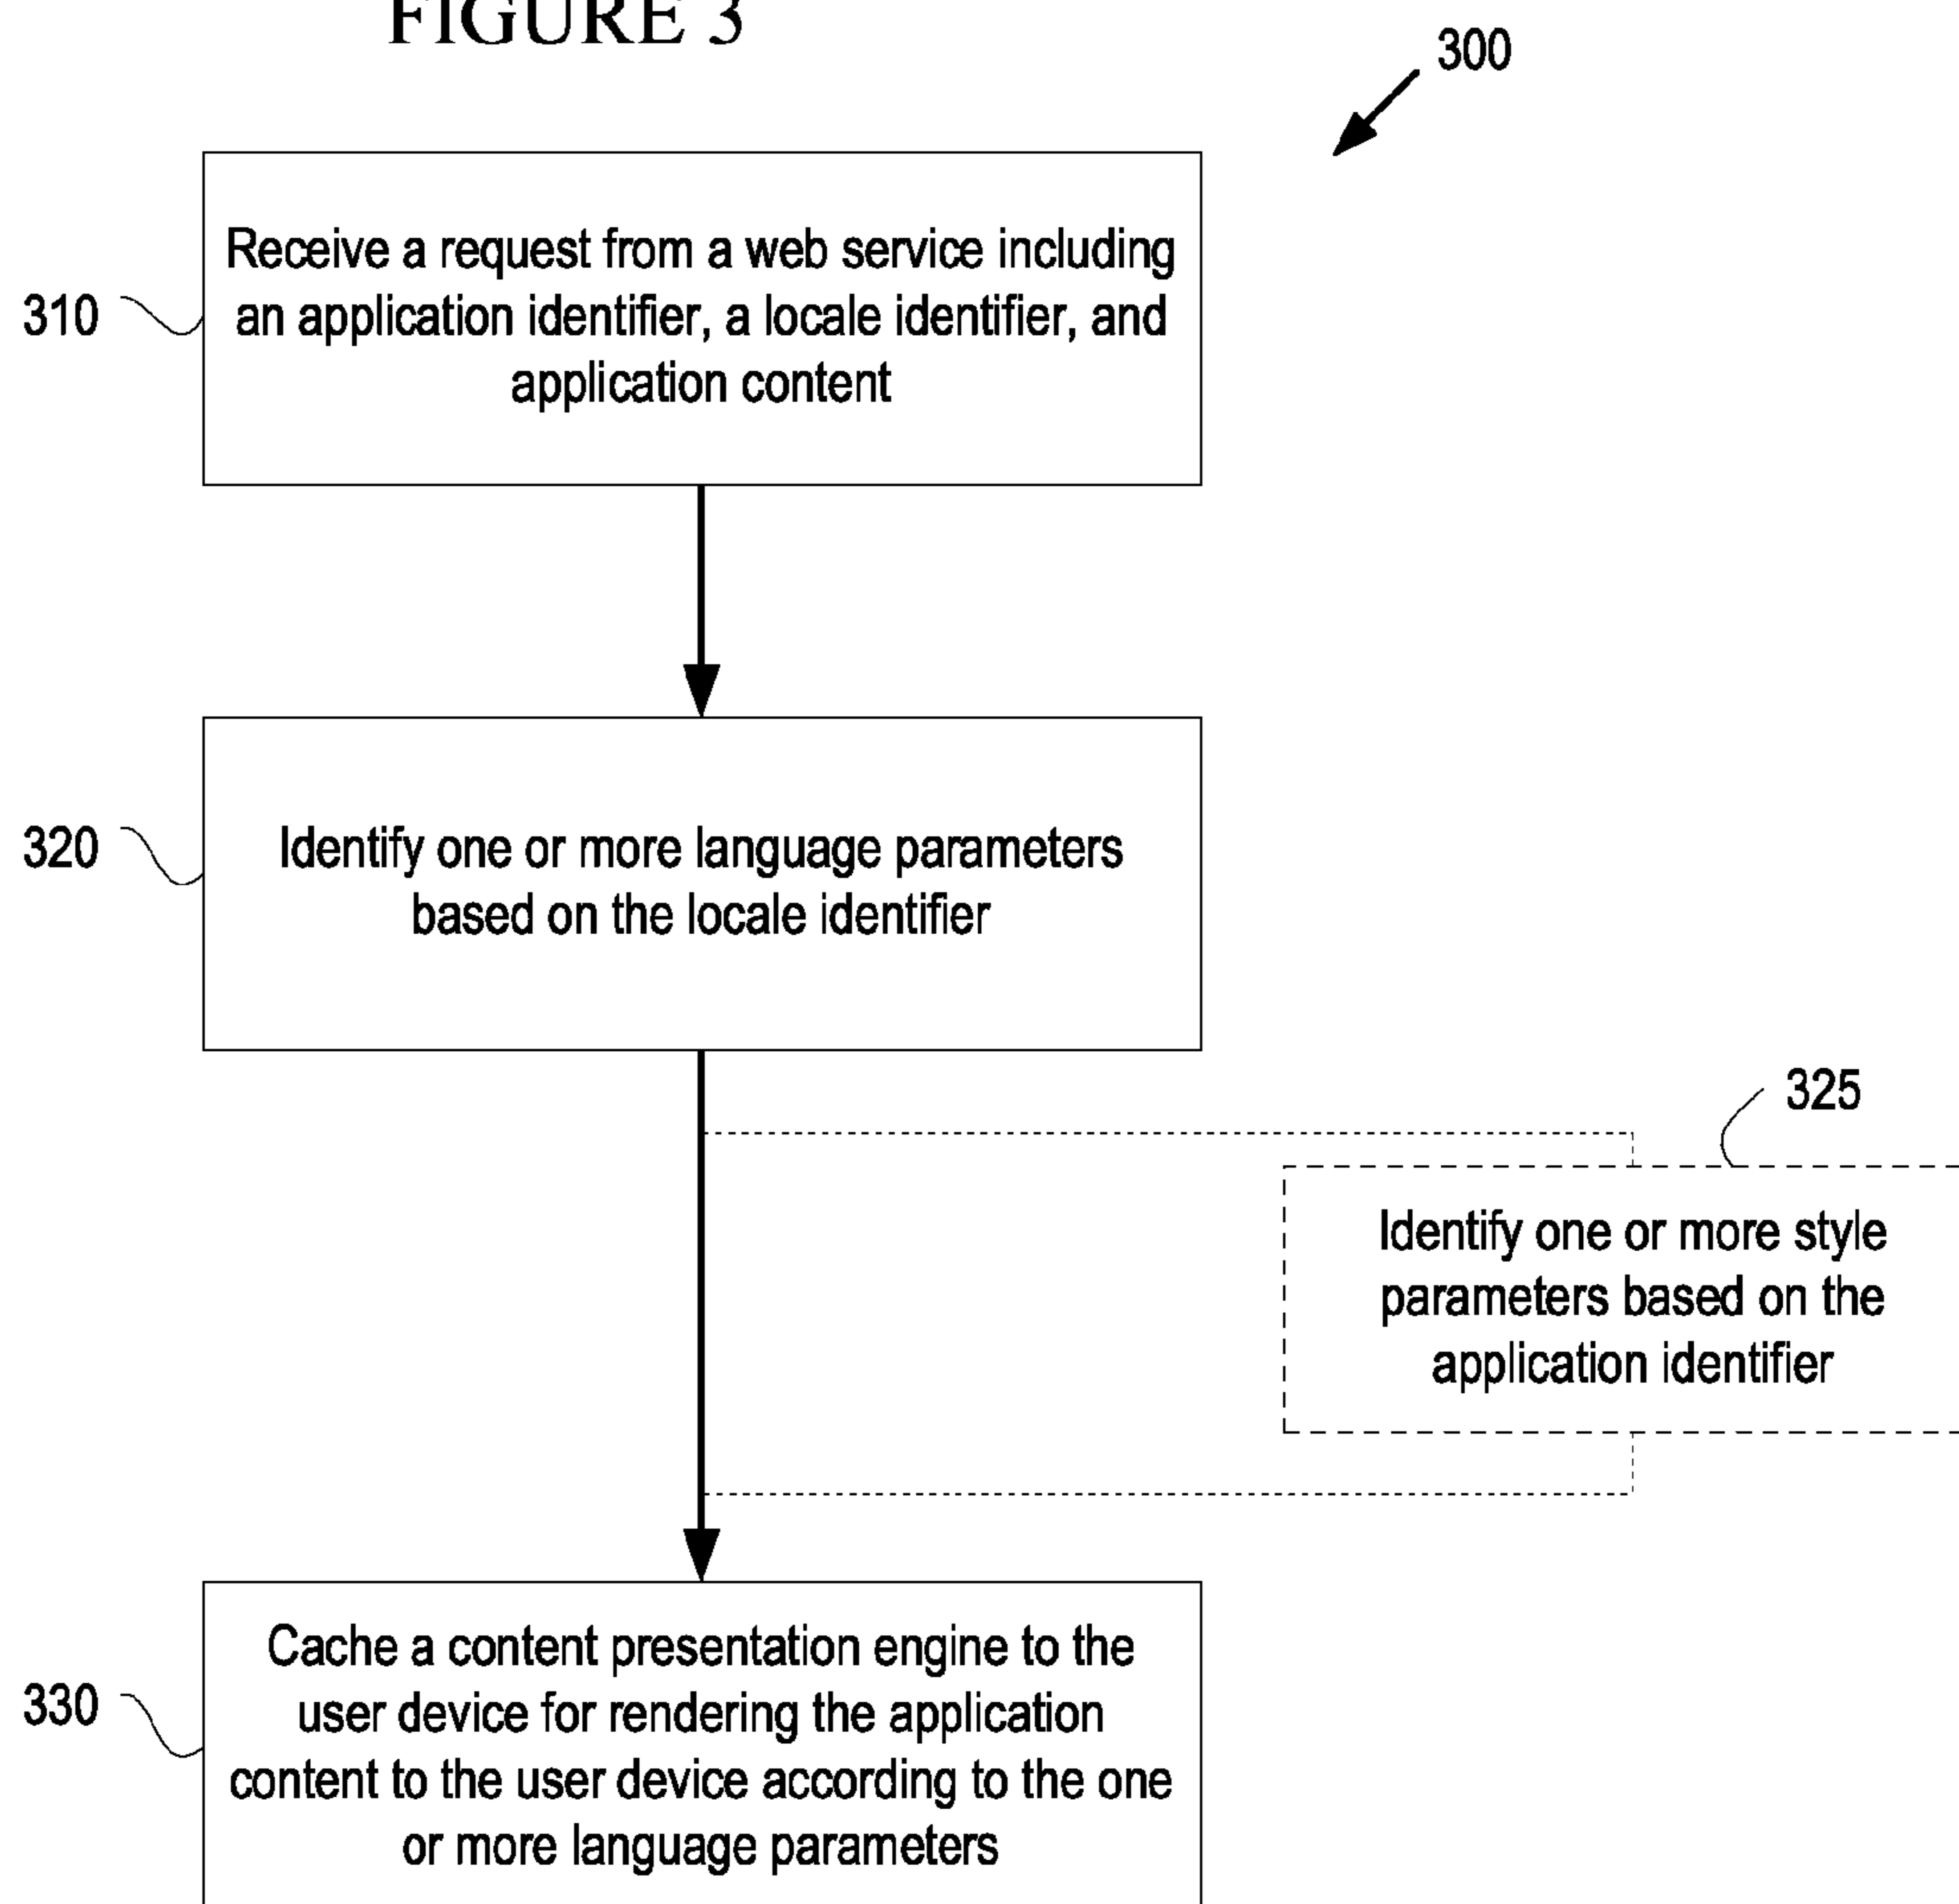 FIGURE 3
300
310
Receive a request from a web service including
an application identifier, a locale identifier, and
application content
320
Identify one or more language parameters
based on the locale identifier
325
Identify one or more style
parameters based on the
application identifier
330
Cache a content presentation engine to the
user device for rendering the application
content to the user device according to the one
or more language parameters